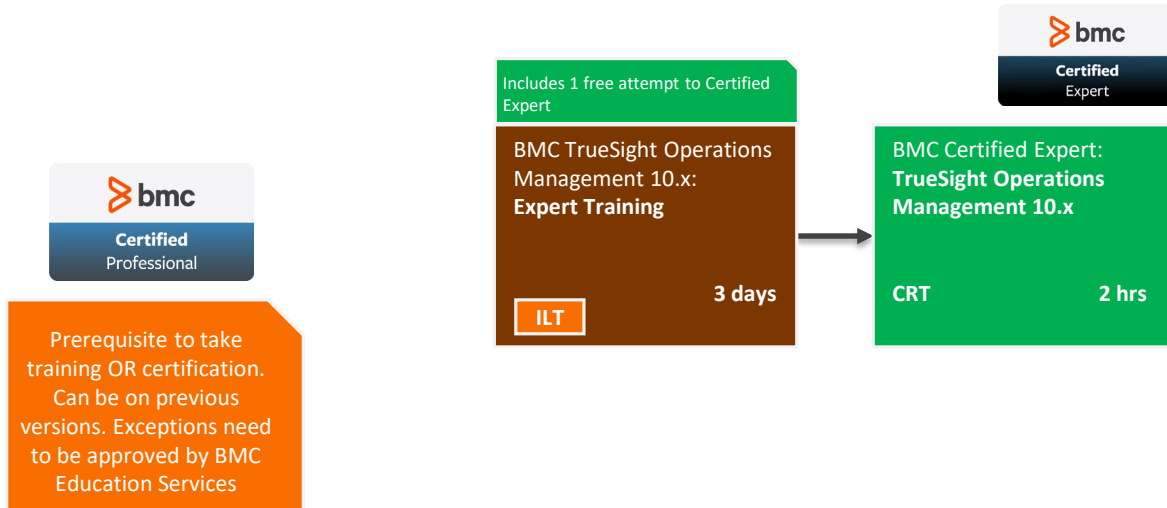 bmc
Certified
Professional
Prerequisite to take
training OR certification.
Can be on previous
versions. Exceptions need
to be approved by BMC
Education Services
Includes 1 free attempt to Certified
Expert
BMC TrueSight Operations
Management 10.x:
Expert Training
3 days
ILT
bmc
Certified
Expert
BMC Certified Expert:
TrueSight Operations
Management 10.x
CRT 2 hrs